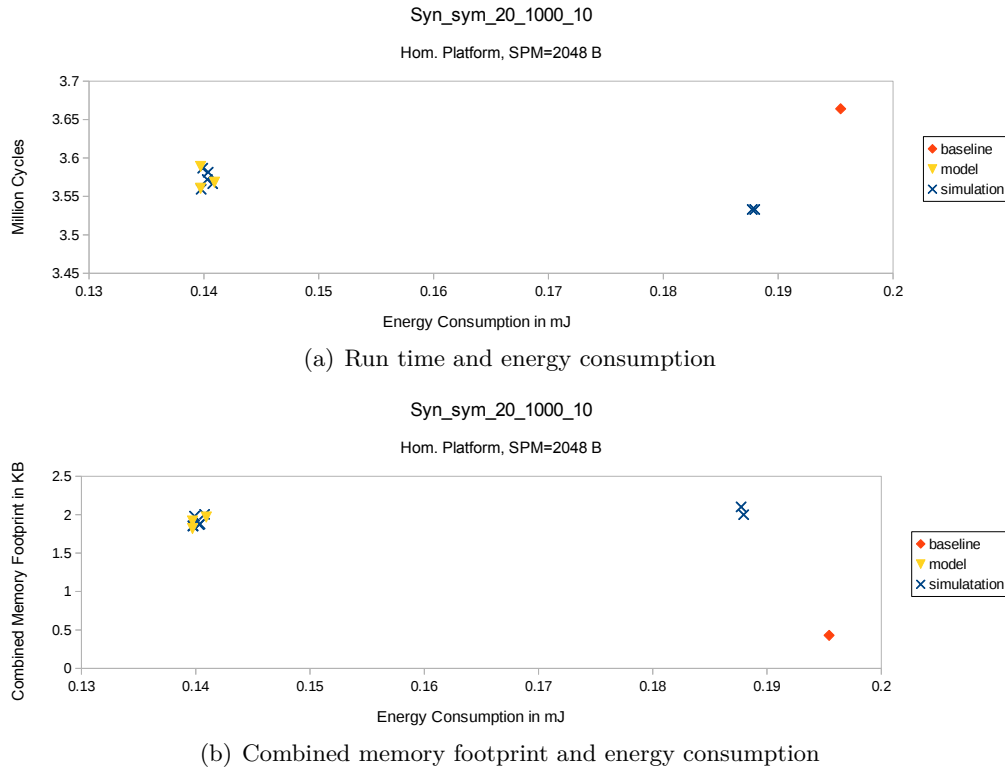 Syn_sym_20_1000_10
Hom. Platform, SPM=2048 B
3.7
3.65
3.6
3.55
3.5
3.45
Million Cycles
0.13 0.14 0.15 0.16 0.17 0.18 0.19 0.2
Energy Consumption in mJ
baseline
model
simulation
(a) Run time and energy consumption
Syn_sym_20_1000_10
Hom. Platform, SPM=2048 B
2.5
2
1.5
1
0.5
0
Combined Memory Footprint in KB
0.13 0.14 0.15 0.16 0.17 0.18 0.19 0.2
Energy Consumption in mJ
baseline
model
simulatation
(b) Combined memory footprint and energy consumption